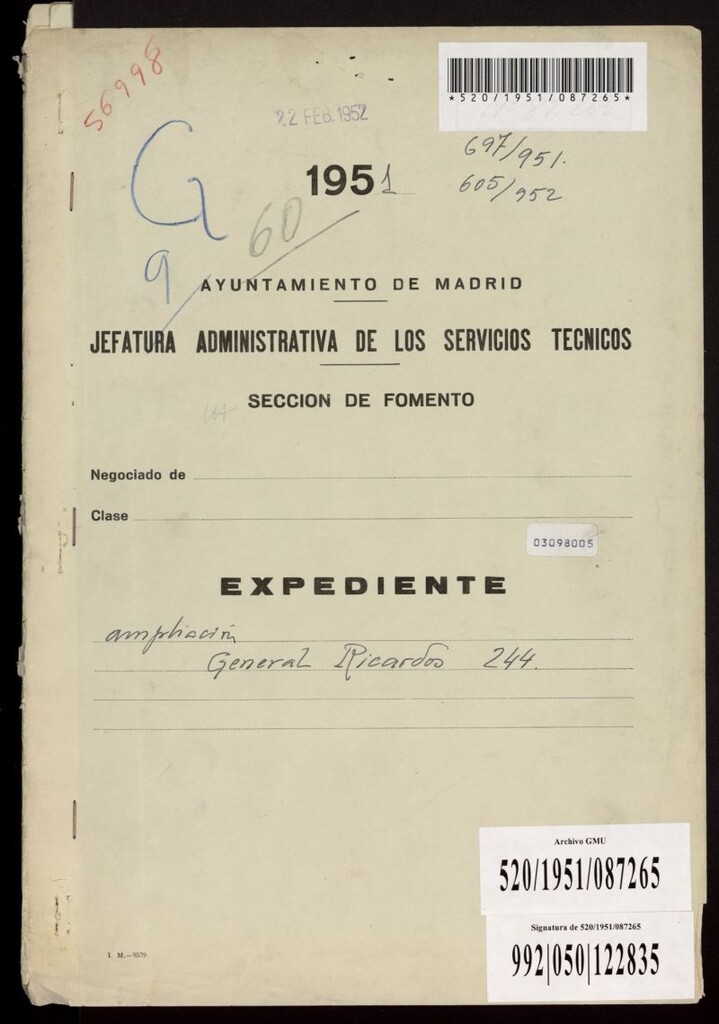 56998
*520/1951/087265*
22 FEB. 1952
697/951.
605/952
1951
G
60
9
AYUNTAMIENTO DE MADRID
JEFATURA ADMINISTRATIVA DE LOS SERVICIOS TECNICOS
SECCION DE FOMENTO
Negociado de
Clase
03098005
EXPEDIENTE
ampliación
General Ricardos 244.
Archivo GMU
520/1951/087265
Signatura de 520/1951/087265
992|050|122835
I. M.—9579